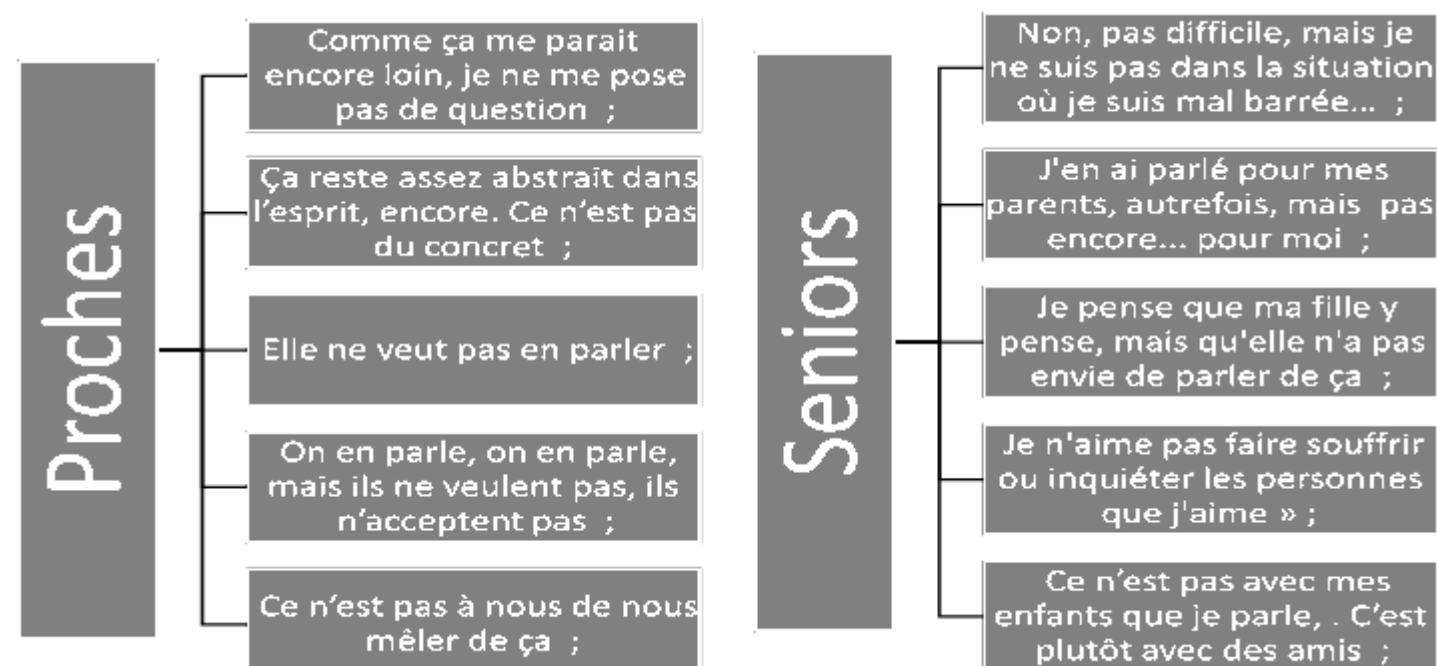 Proches
Comme ça me parait
encore loin, je ne me pose
pas de question ;
Ça reste assez abstrait dans
l'esprit, encore. Ce n'est pas
du concret ;
Elle ne veut pas en parler ;
On en parle, on en parle,
mais ils ne veulent pas, ils
n'acceptent pas ;
Ce n'est pas à nous de nous
mêler de ça ;
Seniors
Non, pas difficile, mais je
ne suis pas dans la situation
où je suis mal barrée... ;
J'en ai parlé pour mes
parents, autrefois, mais pas
encore... pour moi ;
Je pense que ma fille y
pense, mais qu'elle n'a pas
envie de parler de ça ;
Je n'aime pas faire souffrir
ou inquiéter les personnes
que j'aime » ;
Ce n'est pas avec mes
enfants que je parle, . C'est
plutôt avec des amis ;